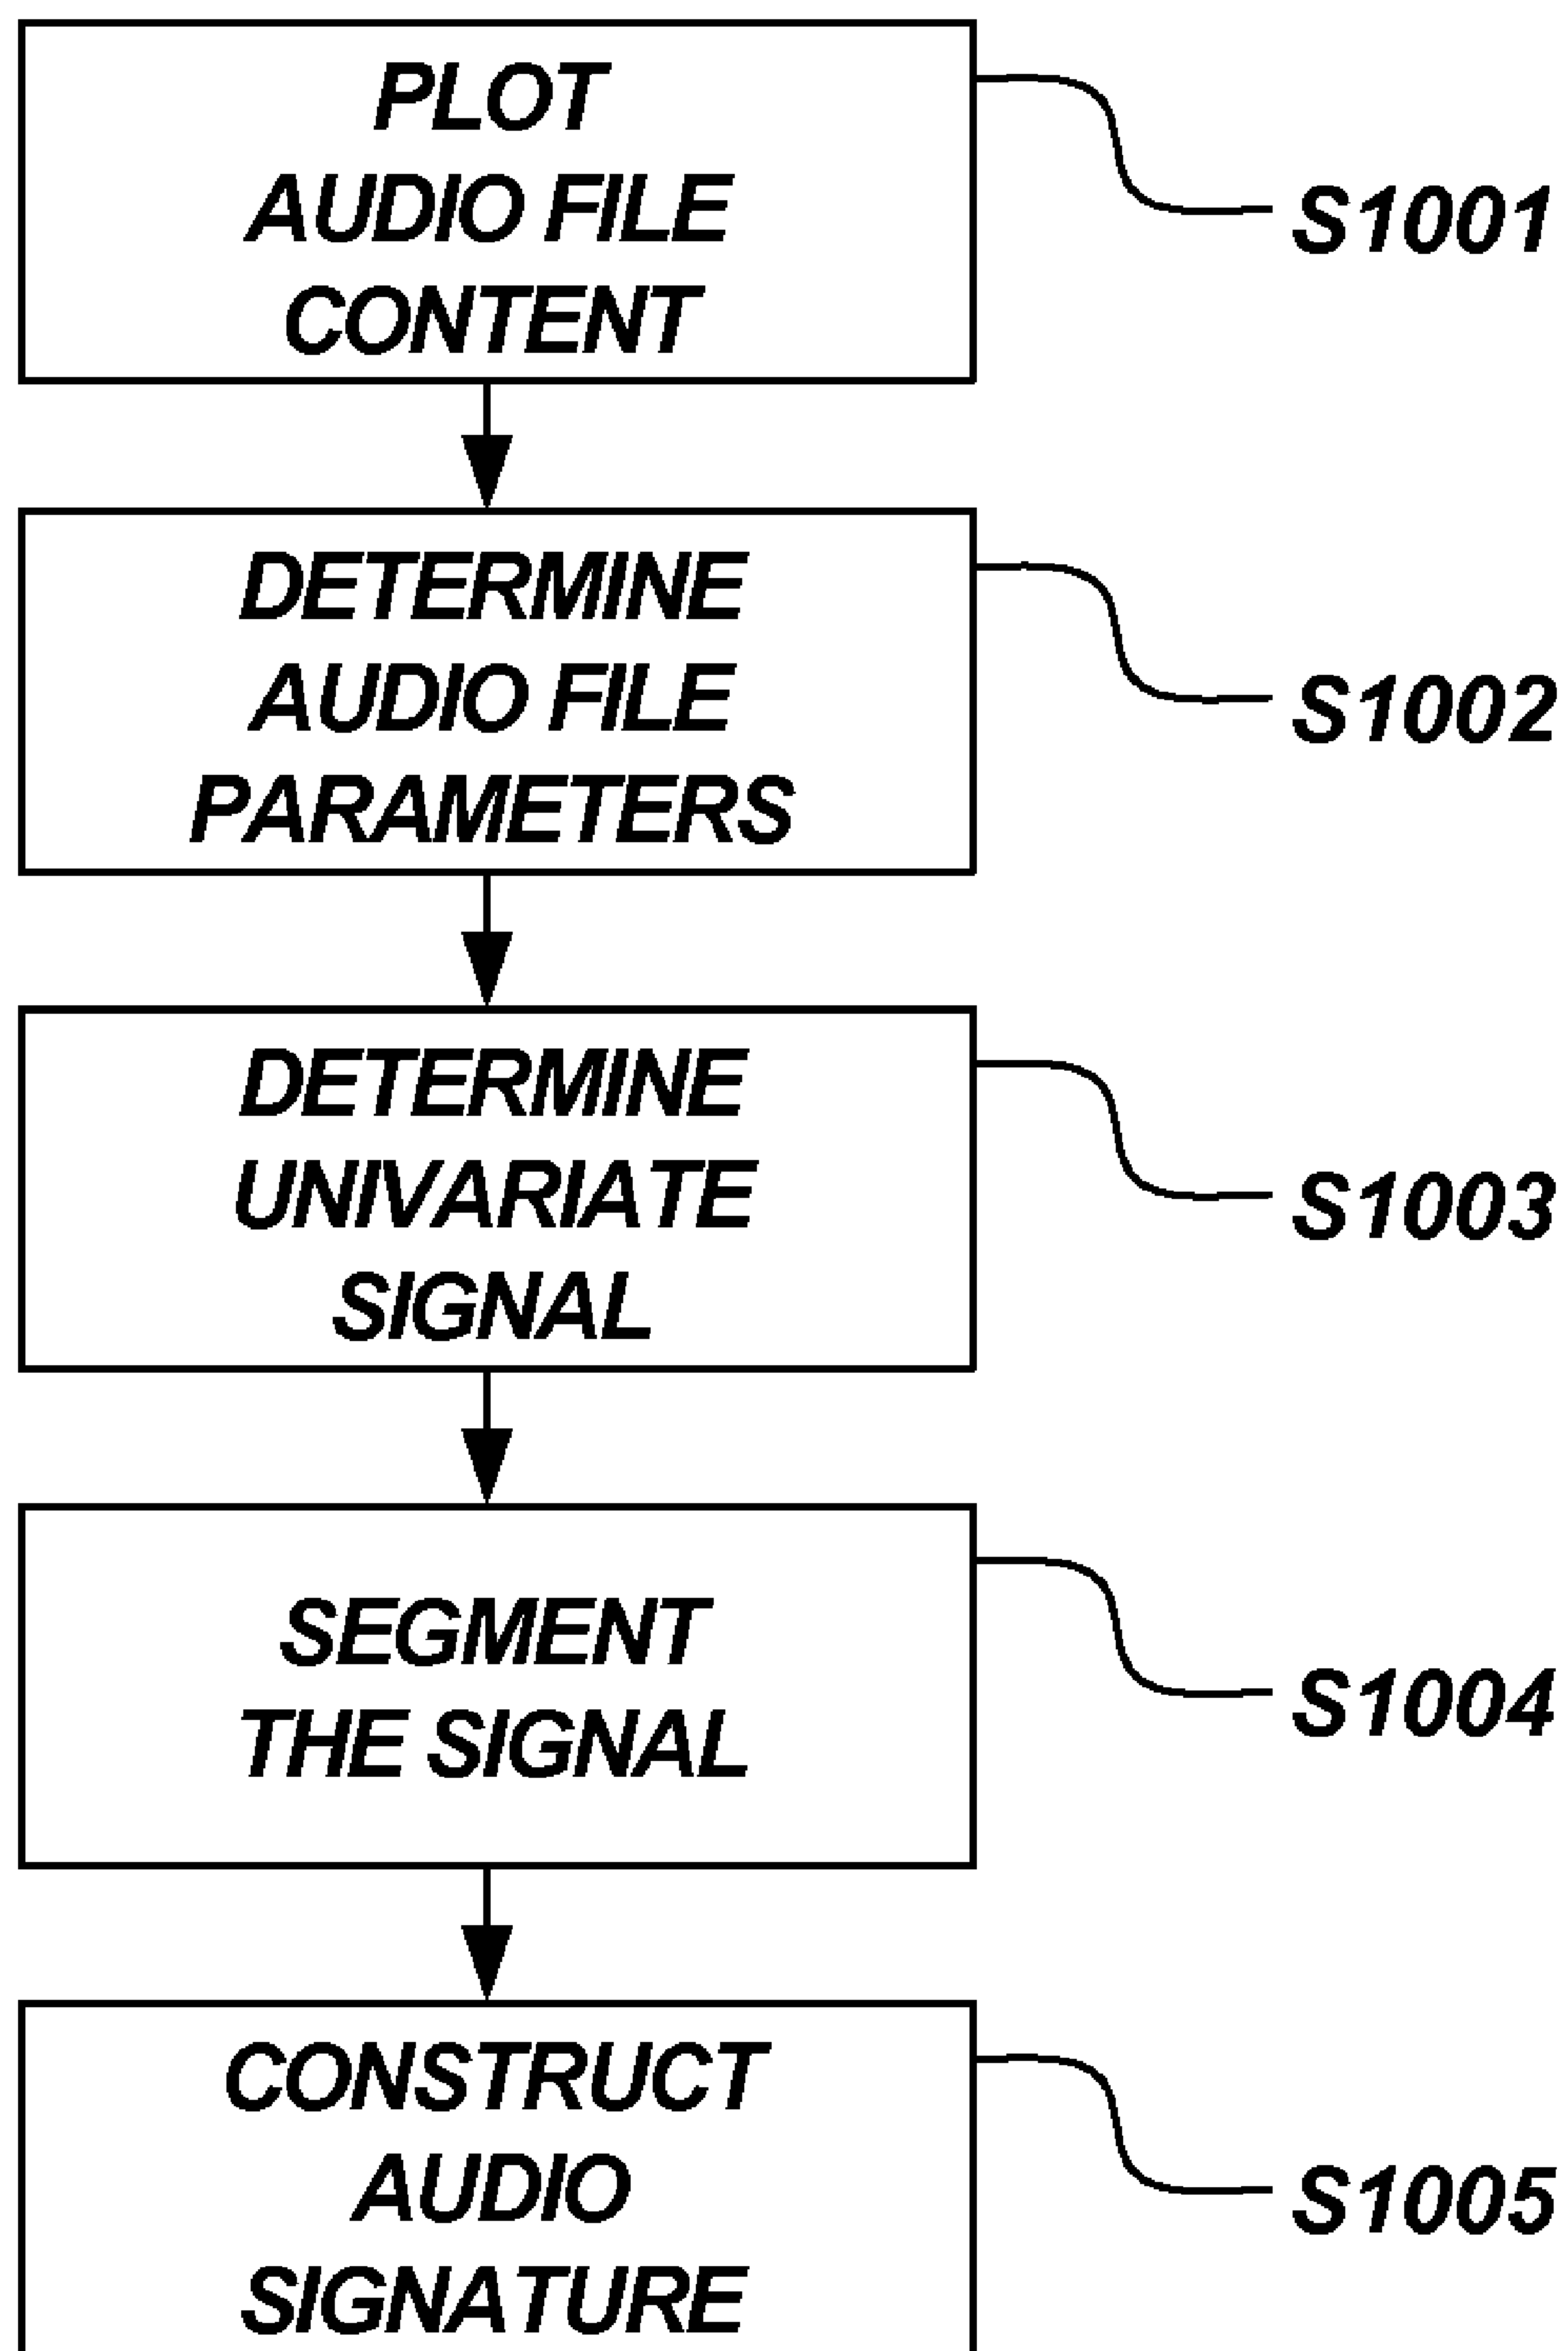 PLOT
AUDIO FILE
CONTENT
S1001
DETERMINE
AUDIO FILE
PARAMETERS
S1002
DETERMINE
UNIVARIATE
SIGNAL
S1003
SEGMENT
THE SIGNAL
S1004
CONSTRUCT
AUDIO
SIGNATURE
S1005